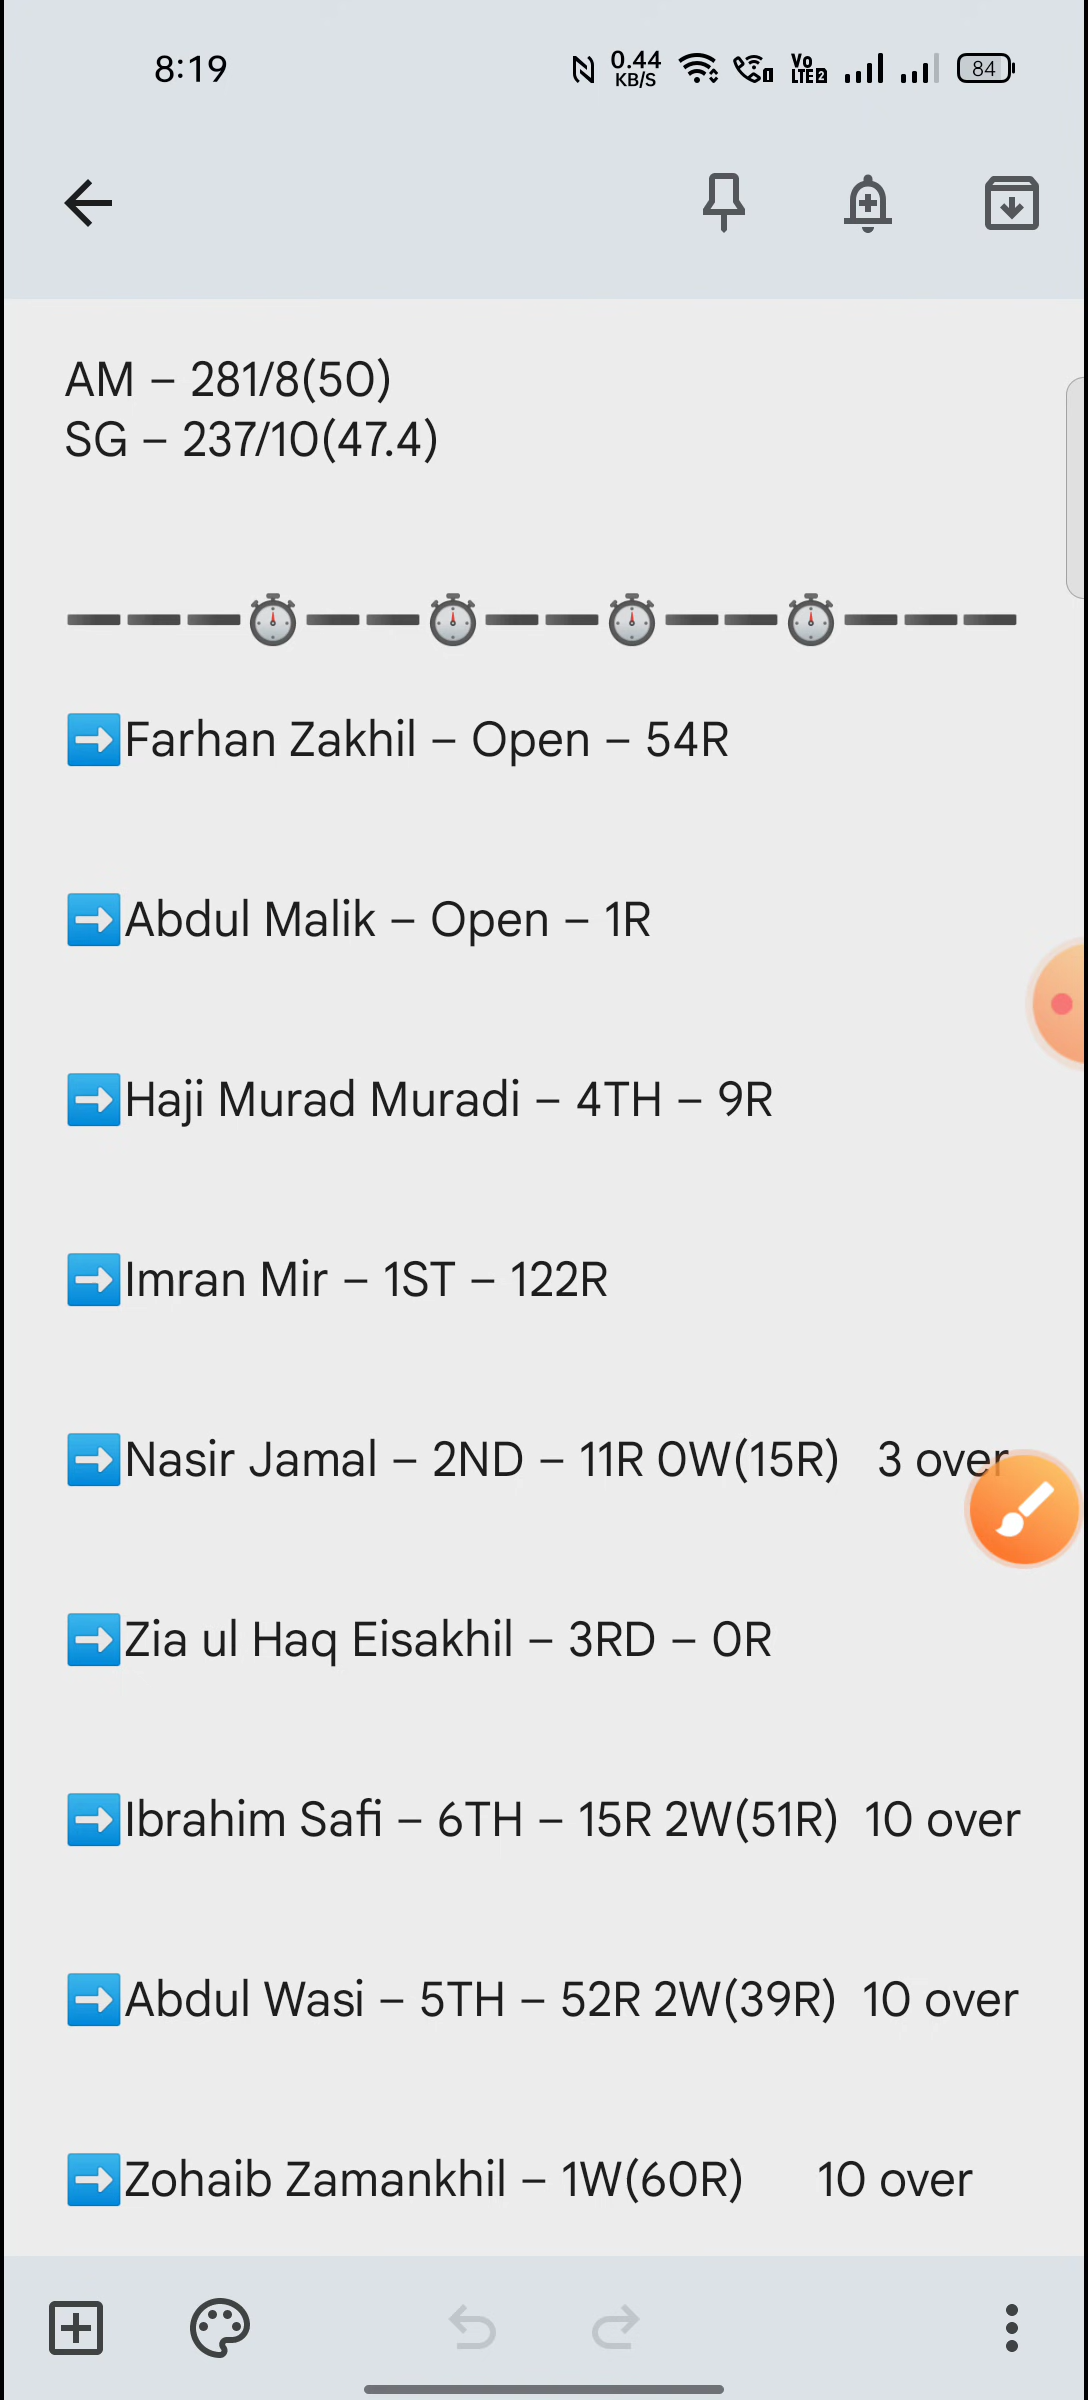 8:19 0.44 KB/S Vo LTE 2 84
AM – 281/8(50)
SG – 237/10(47.4)
Farhan Zakhil – Open – 54R
Abdul Malik – Open – 1R
Haji Murad Muradi – 4TH – 9R
Imran Mir – 1ST – 122R
Nasir Jamal – 2ND – 11R 0W(15R) 3 over
Zia ul Haq Eisakhil – 3RD – 0R
Ibrahim Safi – 6TH – 15R 2W(51R) 10 over
Abdul Wasi – 5TH – 52R 2W(39R) 10 over
Zohaib Zamankhil – 1W(60R) 10 over